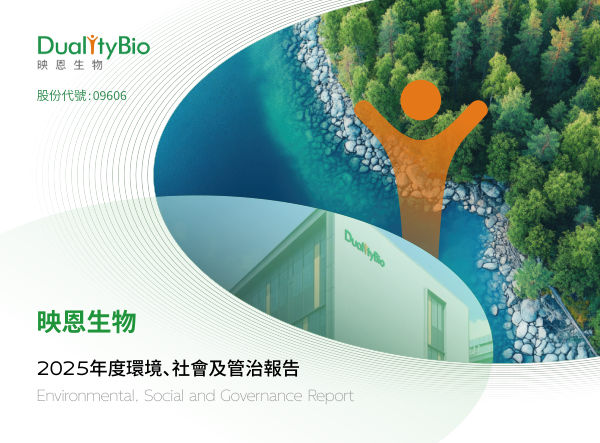 DualityBio
映恩生物
股份代號:09606
DualityBio
映恩生物
2025年度環境、社會及管治報告
Environmental, Social and Governance Report